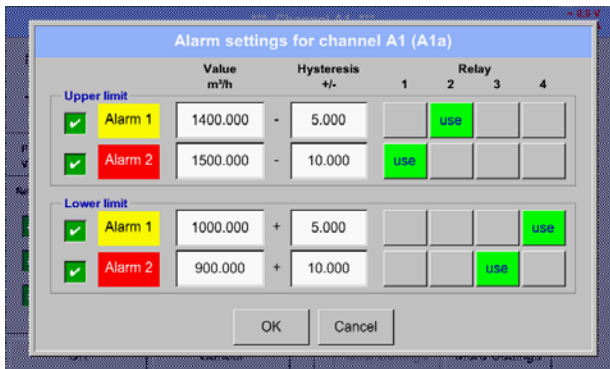 *** Channel A1 ***
Alarm settings for channel A1 (A1a)
Value Hysteresis Relay
m³/h +/- 1 2 3 4
Upper limit
Alarm 1 1400.000 - 5.000 use
Alarm 2 1500.000 - 10.000 use
Lower limit
Alarm 1 1000.000 + 5.000 use
Alarm 2 900.000 + 10.000 use
OK Cancel